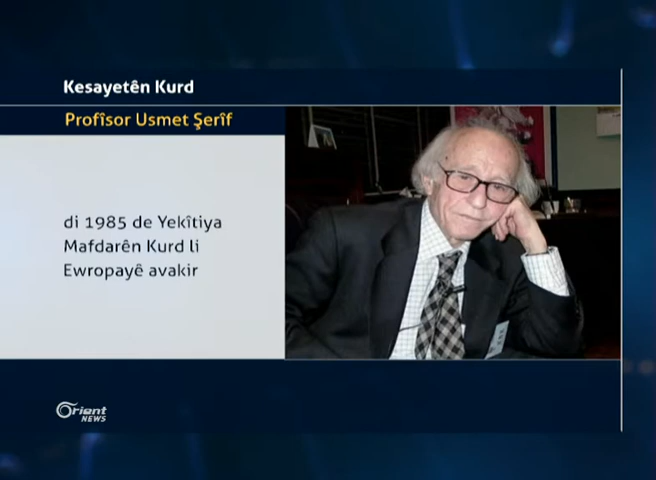 Kesayetên Kurd
Profîsor Usmet Şerîf
di 1985 de Yekîtiya
Mafdarên Kurd li
Ewropayê avakir
Orient
NEWS